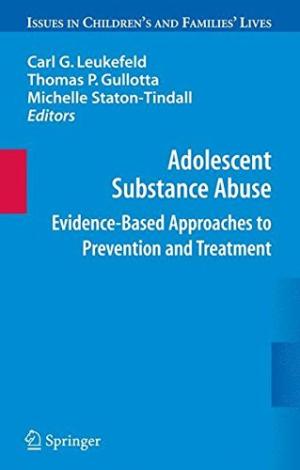 Issues in Children's and Families' Lives
Carl G. Leukefeld
Thomas P. Gullotta
Michelle Staton-Tindall
Editors
Adolescent
Substance Abuse
Evidence-Based Approaches to
Prevention and Treatment
Springer